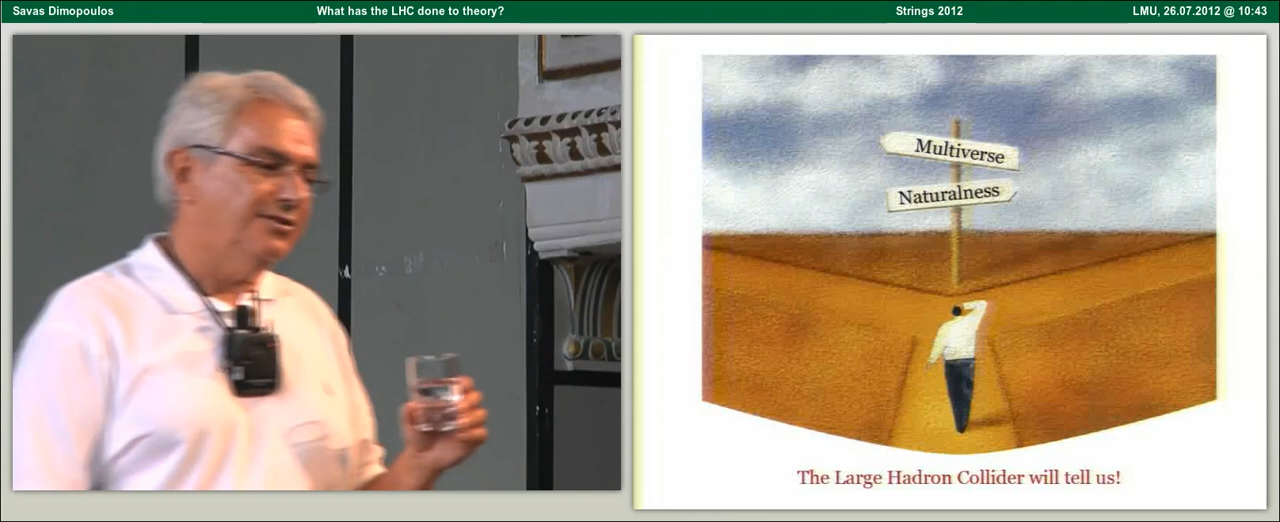 Savas Dimopoulos What has the LHC done to theory? Strings 2012 LMU, 26.07.2012 @ 10:43
Multiverse
Naturalness
The Large Hadron Collider will tell us!